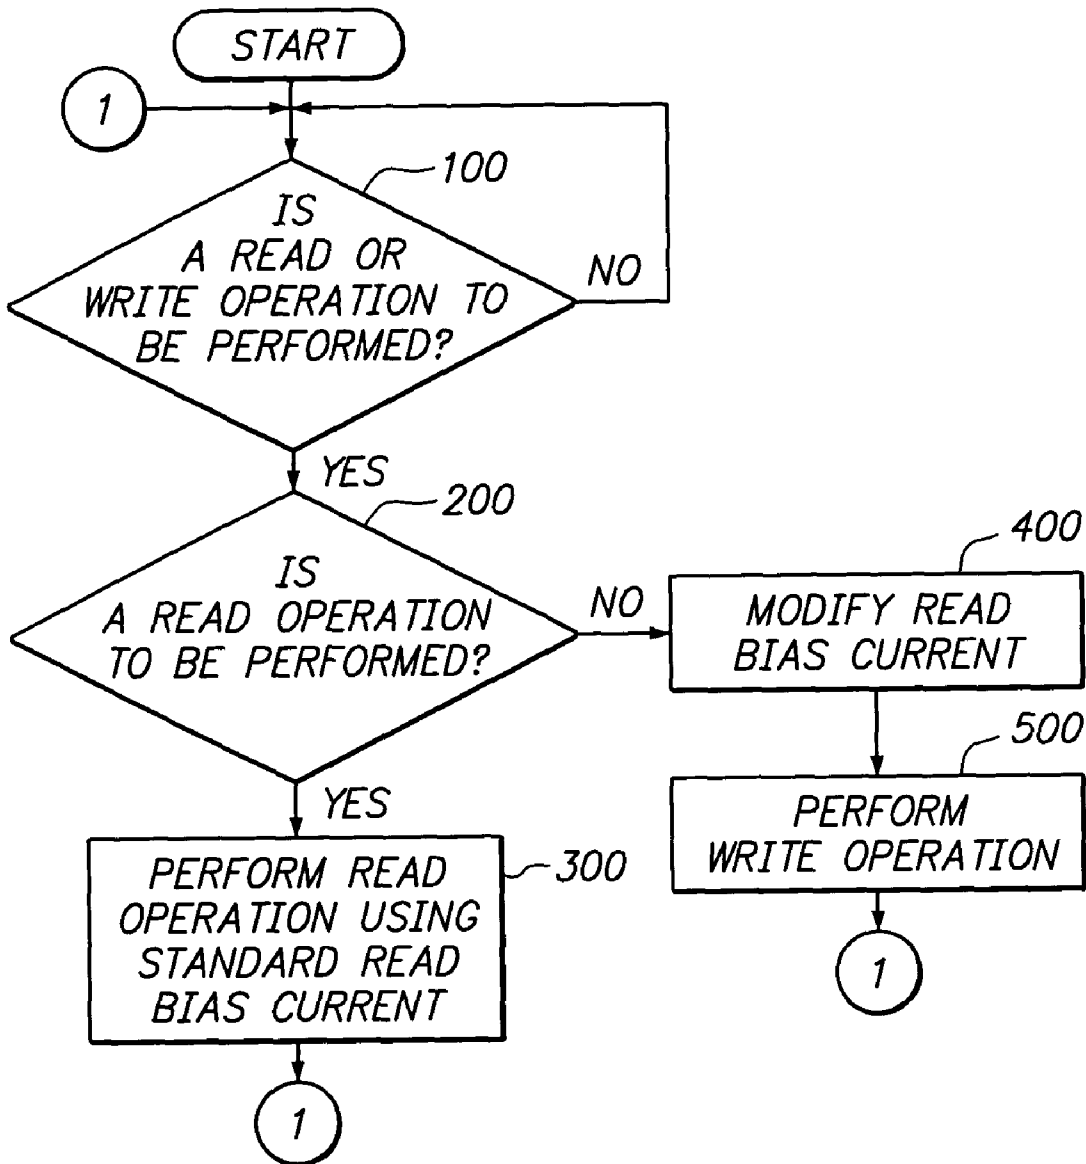 START
1
100
IS
A READ OR
WRITE OPERATION TO
BE PERFORMED?
NO
YES
200
IS
A READ OPERATION
TO BE PERFORMED?
NO
YES
400
MODIFY READ
BIAS CURRENT
500
PERFORM
WRITE OPERATION
1
300
PERFORM READ
OPERATION USING
STANDARD READ
BIAS CURRENT
1